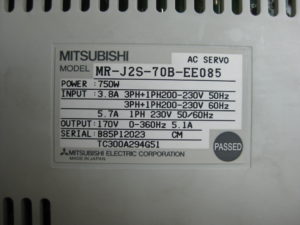 MITSUBISHI
AC SERVO
MODEL MR-J2S-70B-EE085
POWER :750W
INPUT :3.8A 3PH+1PH200-230V 50Hz
3PH+1PH200-230V 60Hz
5.7A 1PH 230V 50/60Hz
OUTPUT:170V 0-360Hz 5.1A
SERIAL:885P12023 CM
TC300A294G51
MITSUBISHI ELECTRIC CORPORATION
MADE IN JAPAN
PASSED